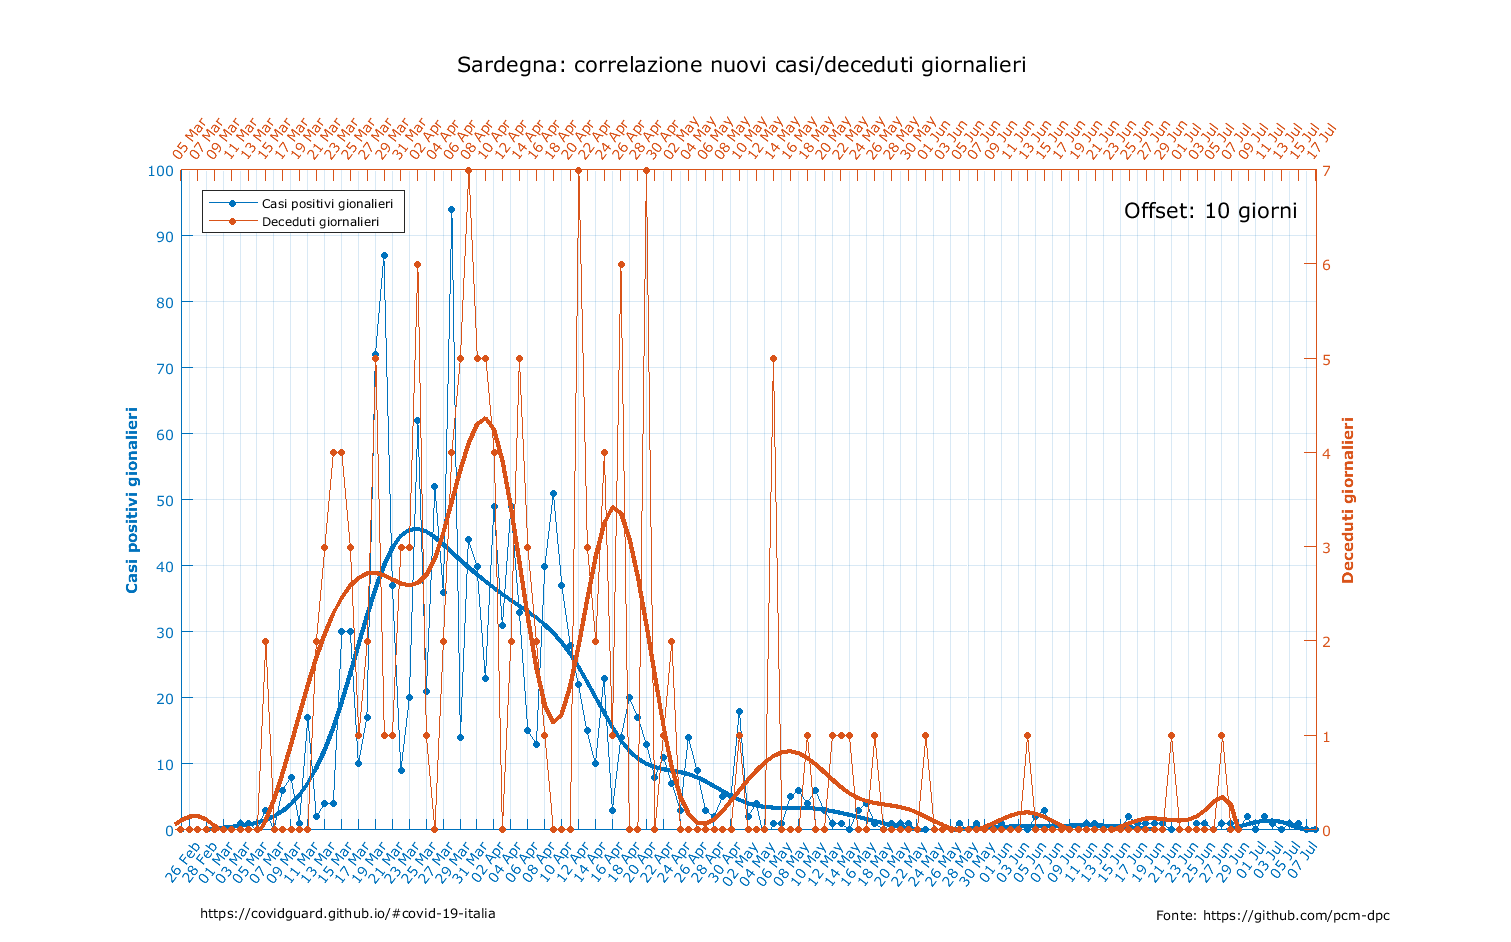 Sardegna: correlazione nuovi casi/deceduti giornalieri
05 Mar
07 Mar
09 Mar
11 Mar
13 Mar
15 Mar
17 Mar
19 Mar
21 Mar
23 Mar
25 Mar
27 Mar
29 Mar
31 Mar
02 Apr
04 Apr
06 Apr
08 Apr
10 Apr
12 Apr
14 Apr
16 Apr
18 Apr
20 Apr
22 Apr
24 Apr
26 Apr
28 Apr
30 Apr
02 May
04 May
06 May
08 May
10 May
12 May
14 May
16 May
18 May
20 May
22 May
24 May
26 May
28 May
30 May
01 Jun
03 Jun
05 Jun
07 Jun
09 Jun
11 Jun
13 Jun
15 Jun
17 Jun
19 Jun
21 Jun
23 Jun
25 Jun
27 Jun
29 Jun
01 Jul
03 Jul
05 Jul
07 Jul
09 Jul
11 Jul
13 Jul
15 Jul
17 Jul
Casi positivi gionalieri
Deceduti giornalieri
Offset: 10 giorni
100
90
80
70
60
50
40
30
20
10
0
Casi positivi gionalieri
7
6
5
4
3
2
1
0
Deceduti giornalieri
26 Feb
28 Feb
01 Mar
03 Mar
05 Mar
07 Mar
09 Mar
11 Mar
13 Mar
15 Mar
17 Mar
19 Mar
21 Mar
23 Mar
25 Mar
27 Mar
29 Mar
31 Mar
02 Apr
04 Apr
06 Apr
08 Apr
10 Apr
12 Apr
14 Apr
16 Apr
18 Apr
20 Apr
22 Apr
24 Apr
26 Apr
28 Apr
30 Apr
02 May
04 May
06 May
08 May
10 May
12 May
14 May
16 May
18 May
20 May
22 May
24 May
26 May
28 May
30 May
01 Jun
03 Jun
05 Jun
07 Jun
09 Jun
11 Jun
13 Jun
15 Jun
17 Jun
19 Jun
21 Jun
23 Jun
25 Jun
27 Jun
29 Jun
01 Jul
03 Jul
05 Jul
07 Jul
https://covidguard.github.io/#covid-19-italia
Fonte: https://github.com/pcm-dpc